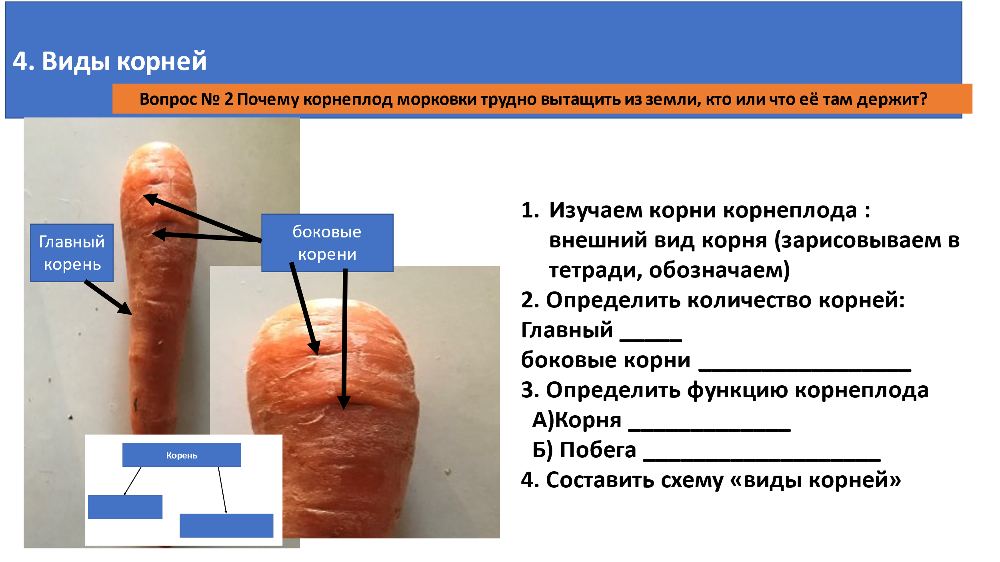 4. Виды корней
Вопрос № 2 Почему корнеплод морковки трудно вытащить из земли, кто или что её там держит?
Главный
корень
боковые
корени
Корень
1. Изучаем корни корнеплода :
внешний вид корня (зарисовываем в
тетради, обозначаем)
2. Определить количество корней:
Главный _____
боковые корни _________________
3. Определить функцию корнеплода
А)Корня _____________
Б) Побега ___________________
4. Составить схему «виды корней»